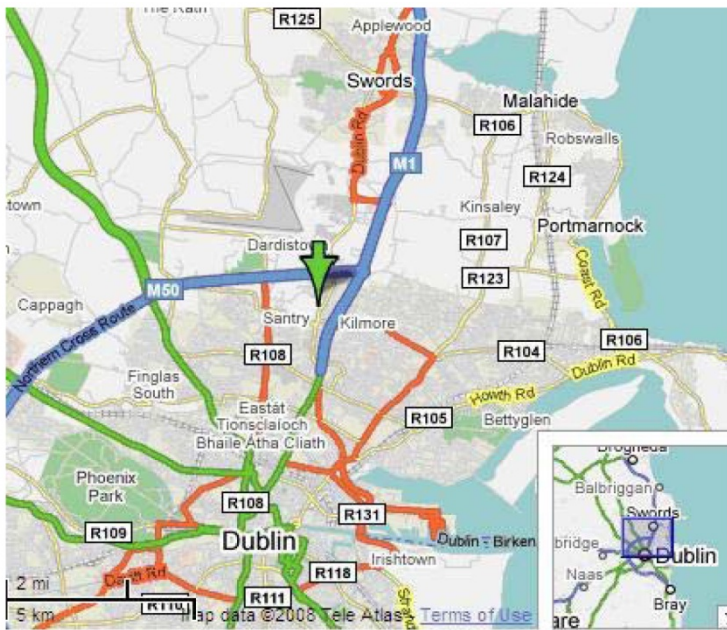 The Rath
R125
Applewood
Swords
Malahide
R106
Robswalls
Dublin Rd
M1
R124
Kinsaley
Portmarnock
R107
Dardistown
R123
Coast Rd
M50
Cappagh
Northern Cross Route
Santry
Kilmore
R106
R108
R104
Dublin Rd
Finglas
South
Howth Rd
Eastát
Tionsclaíoch
Bhaile Atha Cliath
R105
Bettyglen
Phoenix
Park
R108
R109
R131
Dublin
Dublin - Birken
Irishtown
R118
R111
R110
2 mi
5 km
Map data ©2008 Tele Atlas - Terms of Use
Drogheda
Balbriggan
Swords
bridge
Dublin
Naas
Bray
are